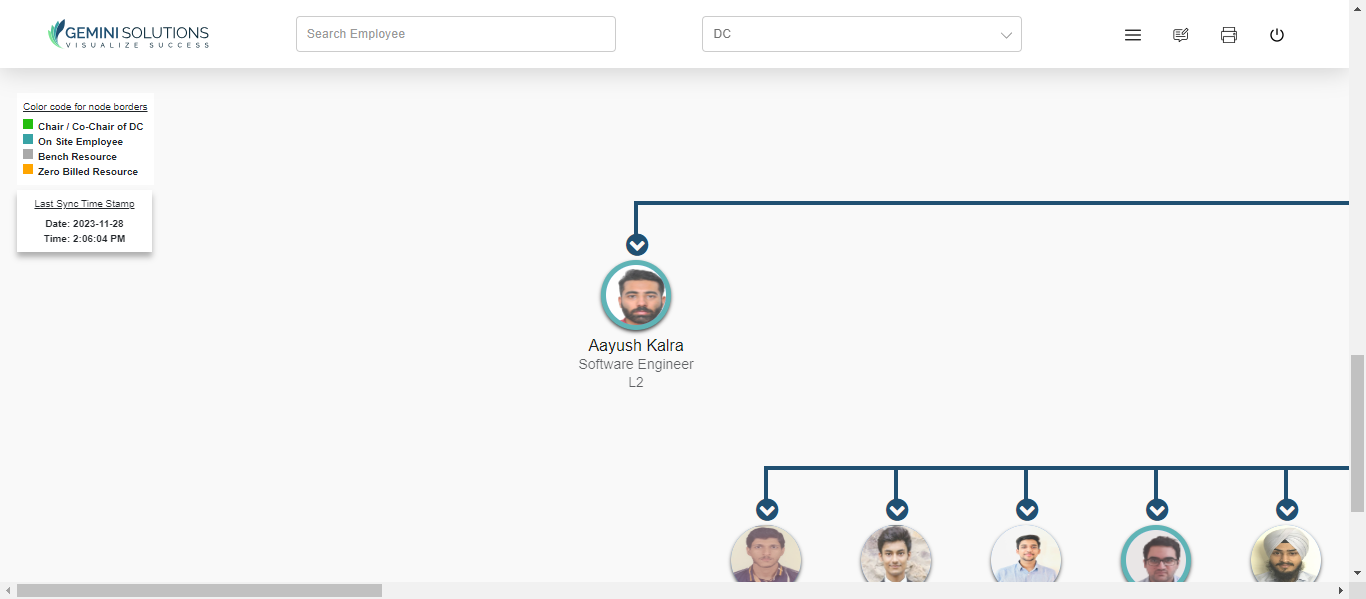 GEMINI SOLUTIONS
VISUALIZE SUCCESS
Search Employee
DC
Color code for node borders
Chair / Co-Chair of DC
On Site Employee
Bench Resource
Zero Billed Resource
Last Sync Time Stamp
Date: 2023-11-28
Time: 2:06:04 PM
Aayush Kalra
Software Engineer
L2